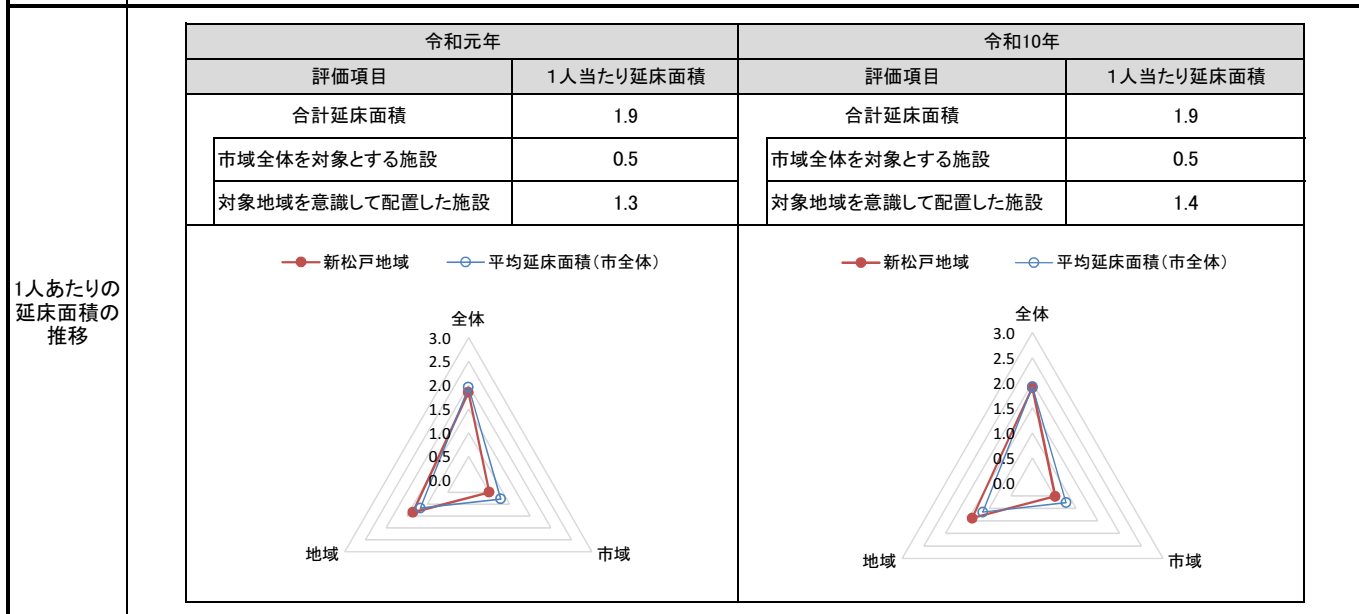 令和元年 令和10年
評価項目 1人当たり延床面積 評価項目 1人当たり延床面積
合計延床面積 1.9 合計延床面積 1.9
市域全体を対象とする施設 0.5 市域全体を対象とする施設 0.5
対象地域を意識して配置した施設 1.3 対象地域を意識して配置した施設 1.4
1人あたりの
延床面積の
推移
新松戸地域 平均延床面積(市全体)
全体
3.0
2.5
2.0
1.5
1.0
0.5
0.0
地域 市域
新松戸地域 平均延床面積(市全体)
全体
3.0
2.5
2.0
1.5
1.0
0.5
0.0
地域 市域